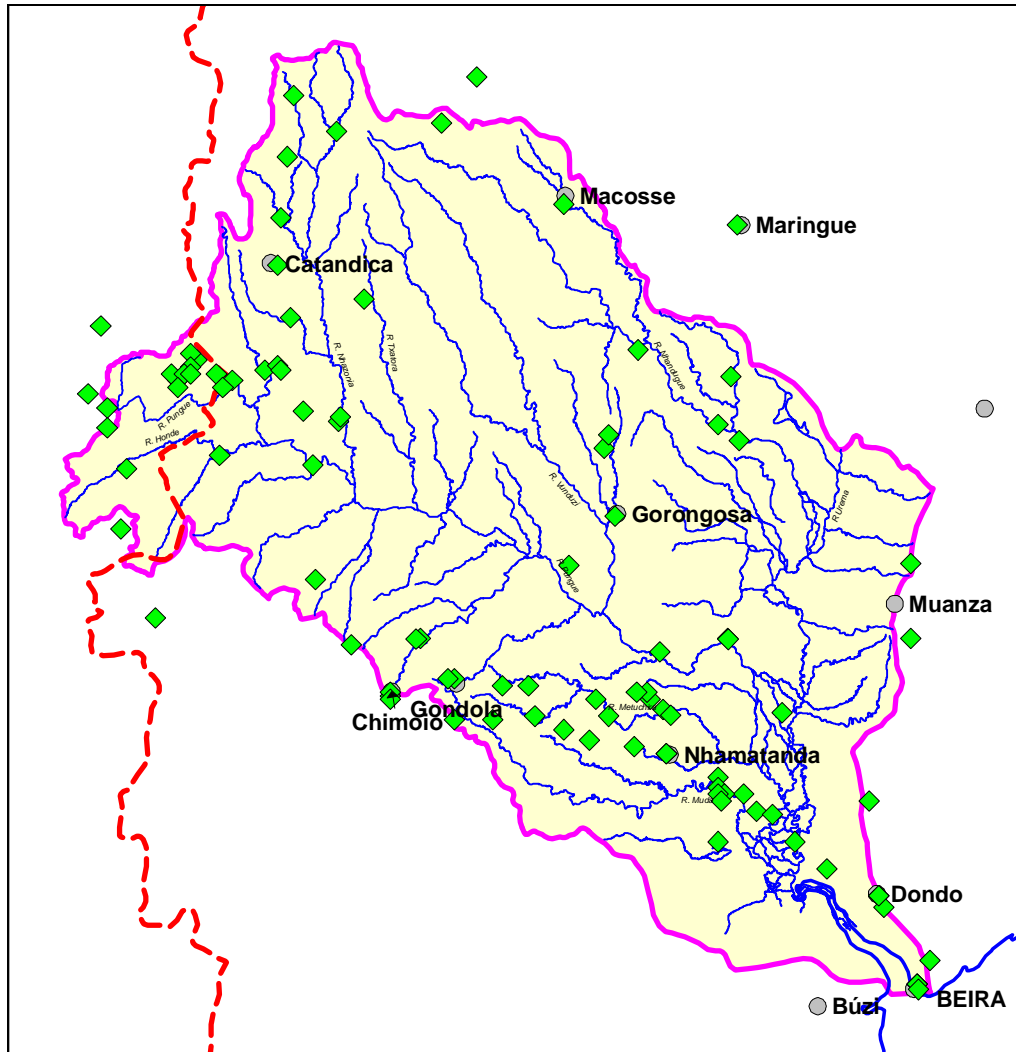 Macosse
Maringue
Catandica
R. Nhazonia
R Txatora
R. Nhandugue
R. Pungue
R. Honde
R. Vunduzi
R Urema
Gorongosa
Muanza
Gondola
Chimoio
R. Metuchira
Nhamatanda
R. Muda
Dondo
BEIRA
Búzi